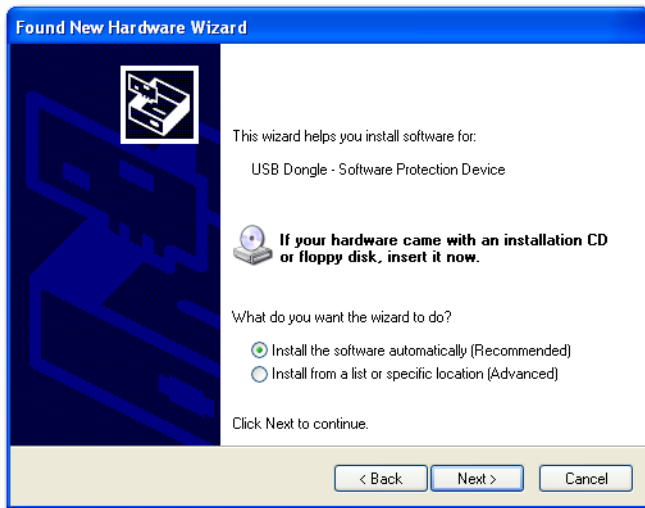 Found New Hardware Wizard
This wizard helps you install software for:
USB Dongle - Software Protection Device
If your hardware came with an installation CD
or floppy disk, insert it now.
What do you want the wizard to do?
Install the software automatically (Recommended)
Install from a list or specific location (Advanced)
Click Next to continue.
< Back Next > Cancel